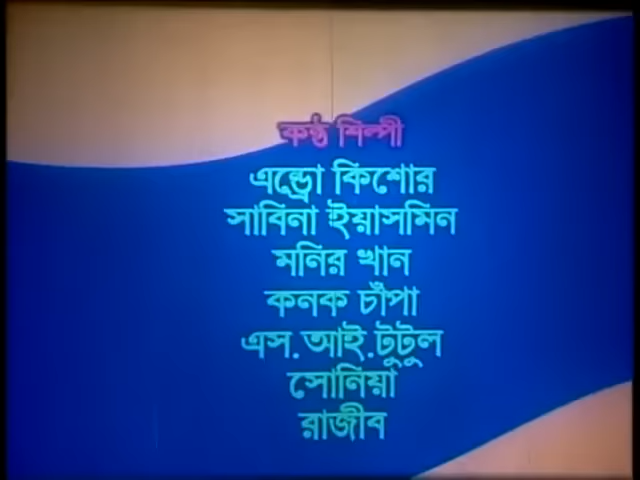 কন্ঠ শিল্পী
এন্ড্রো কিশোর
সাবিনা ইয়াসমিন
মনির খান
কনক চাঁপা
এস.আই.টুটুল
সোনিয়া
রাজীব